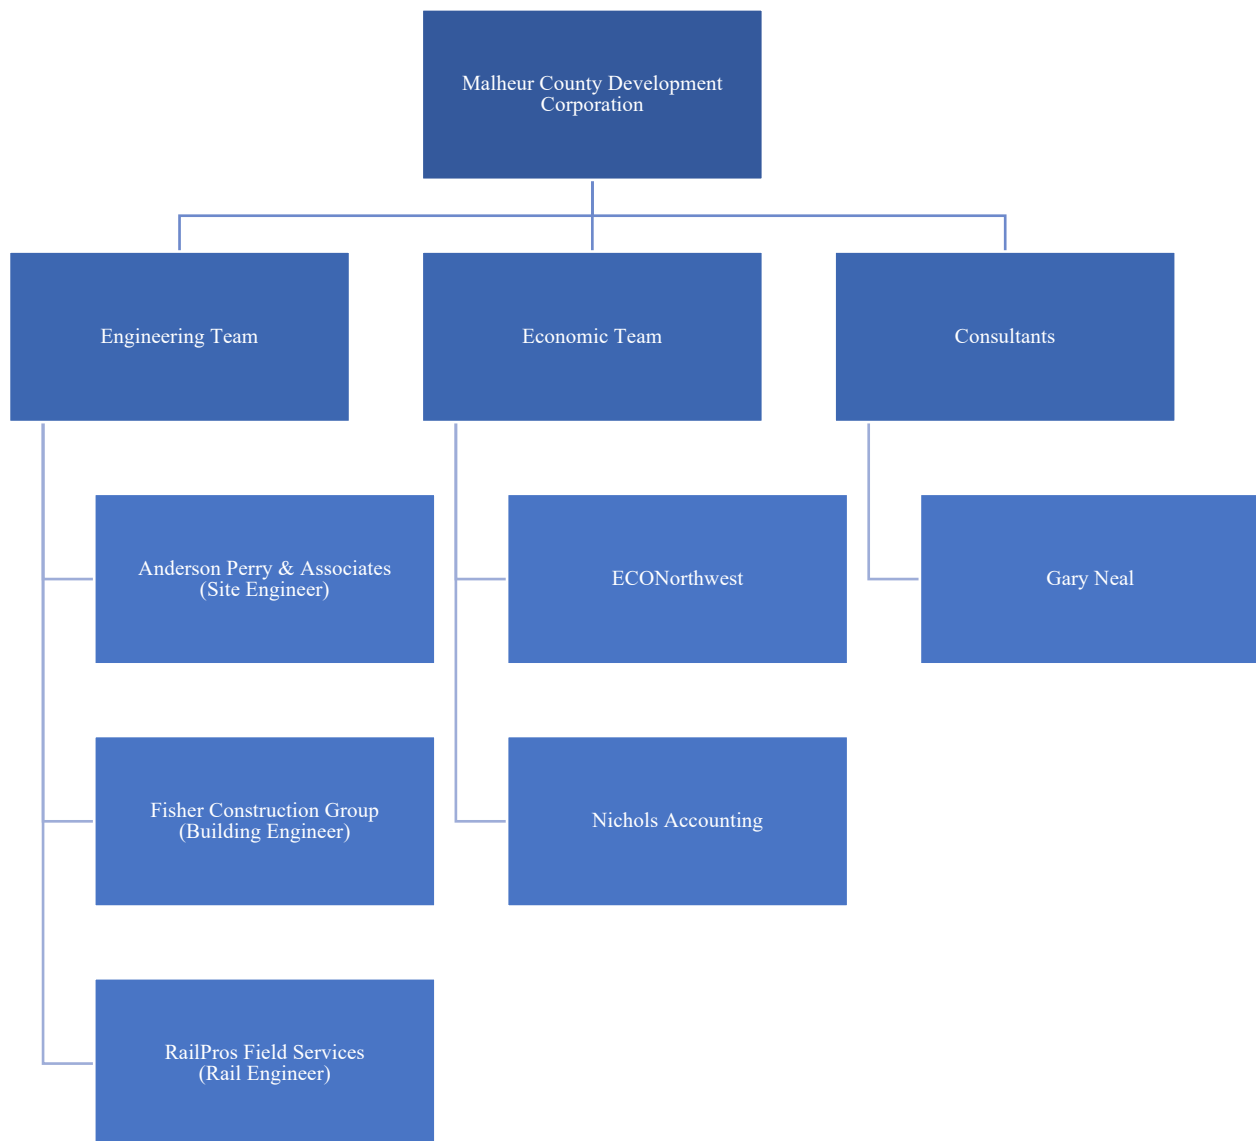 Malheur County Development
Corporation
Engineering Team
Economic Team
Consultants
Anderson Perry & Associates
(Site Engineer)
ECONorthwest
Gary Neal
Fisher Construction Group
(Building Engineer)
Nichols Accounting
RailPros Field Services
(Rail Engineer)